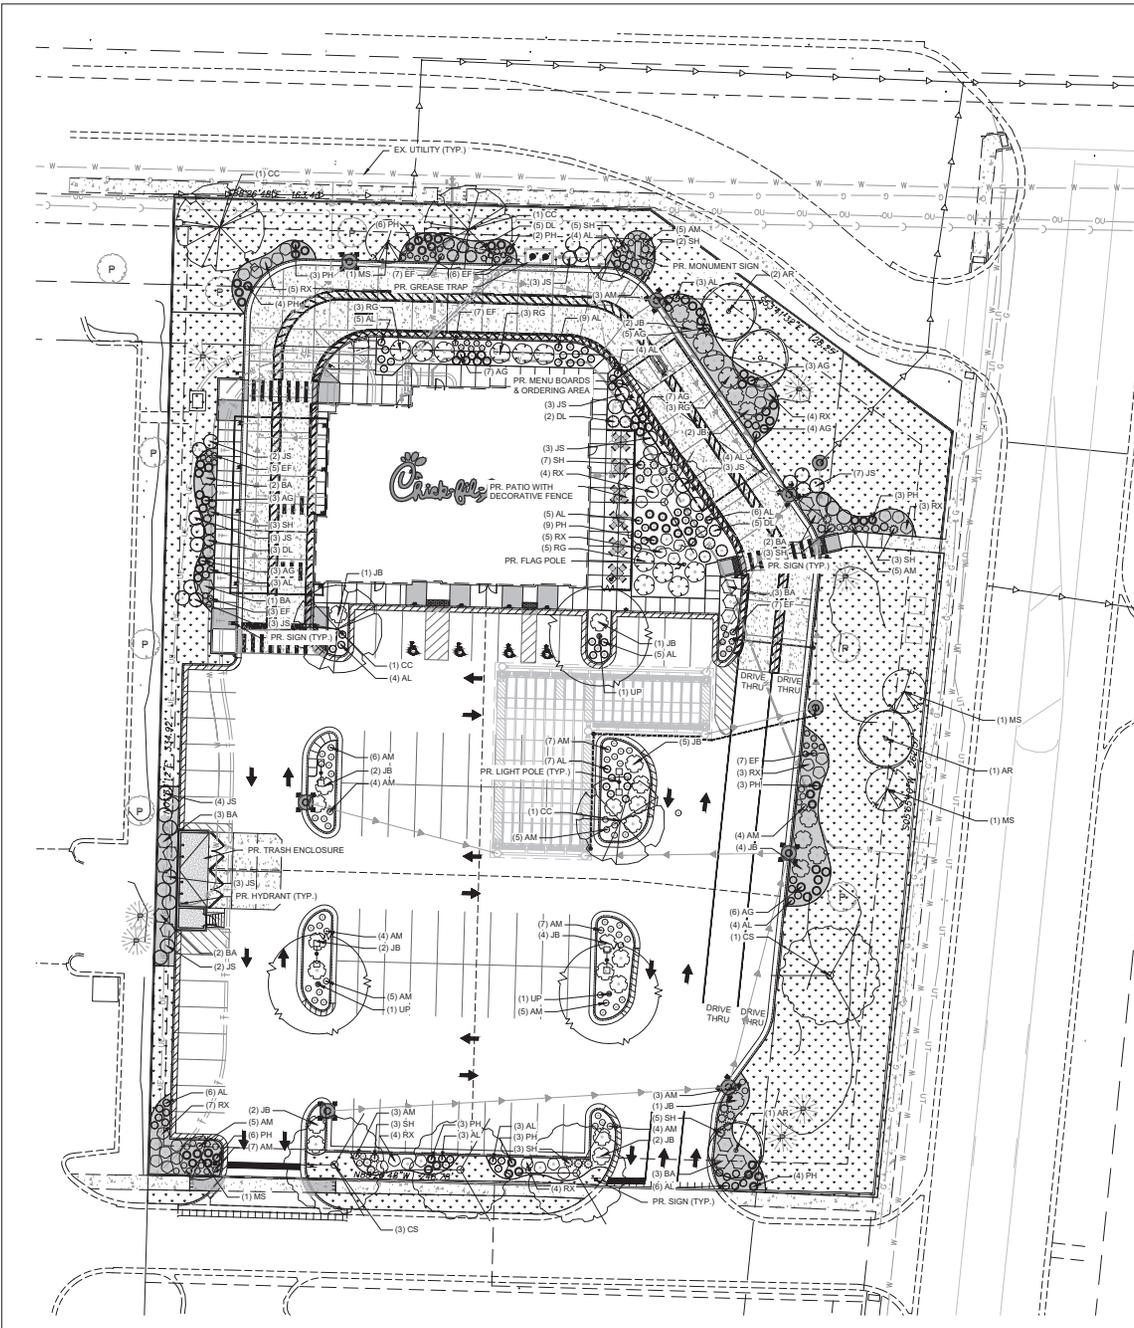 EX. UTILITY (TYP.)
(1) CC
(6) PH
(1) CC
(5) DL
(2) PH
(5) SH
(4) AL
(5) AM
(2) SH
PR. MONUMENT SIGN
(2) AR
(3) PH
(1) MS
(7) EF
(6) EF
(3) JS
(5) RX
PR. GREASE TRAP
(3) AL
(4) PH
(3) AM
(3) RG
(5) AL
(7) EF
(3) RG
(9) AL
(2) JB
(5) AG
(4) AL
(7) AG
(3) AG
PR. MENU BOARDS
& ORDERING AREA
(3) JS
(2) DL
(7) AG
(3) RG
(4) RX
(4) AG
(2) JB
(3) JS
(7) SH
(4) RX
(4) AL
(3) JS
(7) JS
Chick-fil-A
PR. PATIO WITH
DECORATIVE FENCE
(2) JS
(5) EF
(2) BA
(3) AG
(3) SH
(3) JS
(3) DL
(3) AG
(3) AL
(1) BA
(3) EF
(3) JS
PR. SIGN (TYP.)
(3) PH
(3) RX
(5) AL
(9) PH
(5) RX
(5) RG
PR. FLAG POLE
(6) AL
(5) DL
(2) BA
(3) SH
PR. SIGN (TYP.)
(3) SH
(5) AM
(1) JB
(3) BA
(7) EF
(1) CC
(4) AL
(1) JB
(5) AL
(1) UP
DRIVE
THRU
DRIVE
THRU
(1) MS
(1) AR
(1) MS
(7) AM
(5) JB
(7) AL
PR. LIGHT POLE (TYP.)
(1) CC
(5) AM
(6) AM
(2) JB
(4) AM
(7) EF
(3) RX
(3) PH
(4) JS
(3) BA
(4) AM
(4) JB
PR. TRASH ENCLOSURE
(3) JS
PR. HYDRANT (TYP.)
(6) AG
(4) AL
(1) CS
(4) AM
(2) JB
(7) AM
(4) JB
(2) BA
(2) JS
(5) AM
(1) UP
(1) UP
(5) AM
DRIVE
THRU
DRIVE
THRU
(6) AL
(7) RX
(5) AM
(6) PH
(7) AM
(2) JB
(3) AM
(3) SH
(4) RX
(3) PH
(3) AL
(3) AL
(3) PH
(3) SH
(3) AM
(1) JB
(5) SH
(4) AM
(2) JB
(1) AR
(3) BA
(6) AL
(4) PH
(4) RX
PR. SIGN (TYP.)
(1) MS
(3) CS